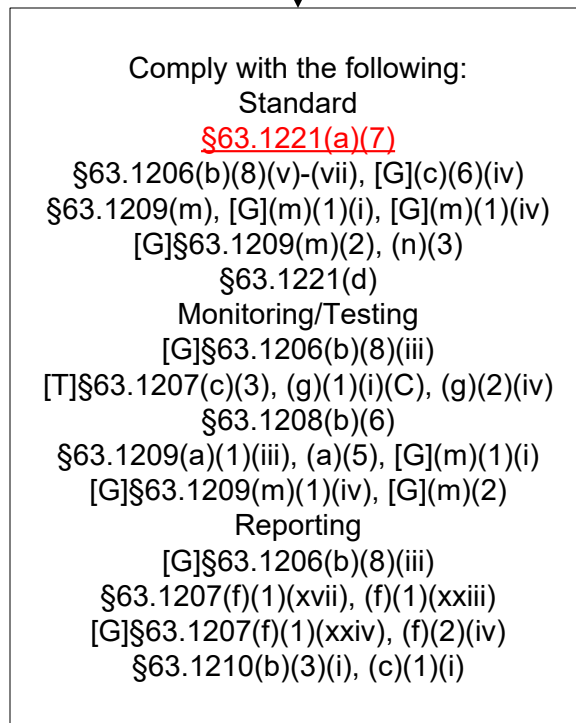 Comply with the following:
Standard
§63.1221(a)(7)
§63.1206(b)(8)(v)-(vii), [G](c)(6)(iv)
§63.1209(m), [G](m)(1)(i), [G](m)(1)(iv)
[G]§63.1209(m)(2), (n)(3)
§63.1221(d)
Monitoring/Testing
[G]§63.1206(b)(8)(iii)
[T]§63.1207(c)(3), (g)(1)(i)(C), (g)(2)(iv)
§63.1208(b)(6)
§63.1209(a)(1)(iii), (a)(5), [G](m)(1)(i)
[G]§63.1209(m)(1)(iv), [G](m)(2)
Reporting
[G]§63.1206(b)(8)(iii)
§63.1207(f)(1)(xvii), (f)(1)(xxiii)
[G]§63.1207(f)(1)(xxiv), (f)(2)(iv)
§63.1210(b)(3)(i), (c)(1)(i)